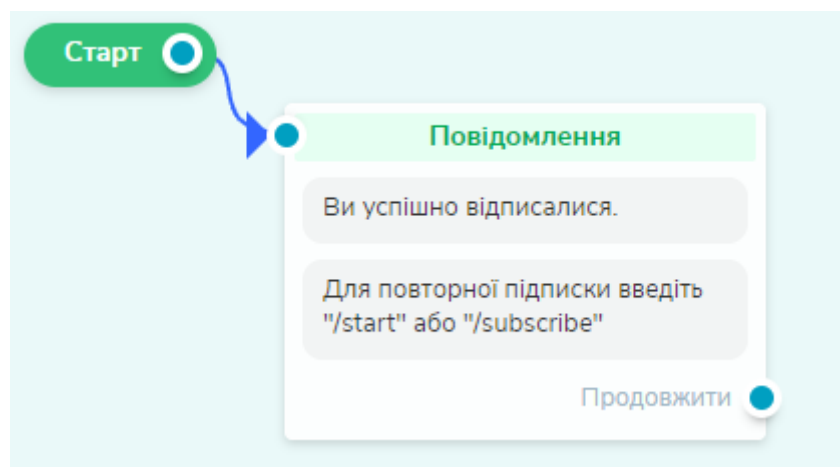 Старт
Повідомлення
Ви успішно відписалися.
Для повторної підписки введіть
"/start" або "/subscribe"
Продовжити